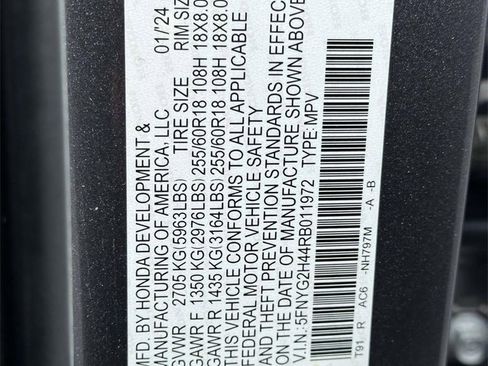 MFD. BY HONDA DEVELOPMENT & 01/'24
MANUFACTURING OF AMERICA, LLC.
TIRE SIZE RIM SIZE
GVWR 2705 KG(5963LBS)
GAWR F 1350 KG(2976LBS) 255/60R18 108H 18X8.0
GAWR R 1435 KG(3164LBS) 255/60R18 108H 18X8.0
THIS VEHICLE CONFORMS TO ALL APPLICABLE
FEDERAL MOTOR VEHICLE SAFETY
AND THEFT PREVENTION STANDARDS IN EFFECT
ON THE DATE OF MANUFACTURE SHOWN ABOVE
V.I.N.:5FNYG2H44RB011972 TYPE:MPV
T91 R AC6 -NH797M -A -B